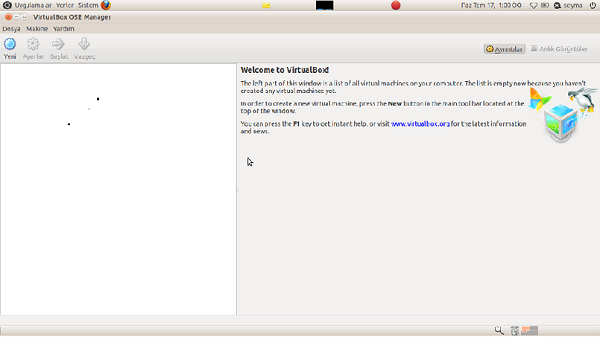 Uygulamalar Yerler Sistem
Paz Tem 17, 1:00:00 seyma
VirtualBox OSE Manager
Dosya Makine Yardım
Yeni Ayarlar Başlat Vazgeç
Ayrıntılar Anlık Görüntüler
Welcome to VirtualBox!
The left part of this window is a list of all virtual machines on your computer. The list is empty now because you haven't
created any virtual machines yet.
In order to create a new virtual machine, press the New button in the main tool bar located at the
top of the window.
You can press the F1 key to get instant help, or visit www.virtualbox.org for the latest information
and news.